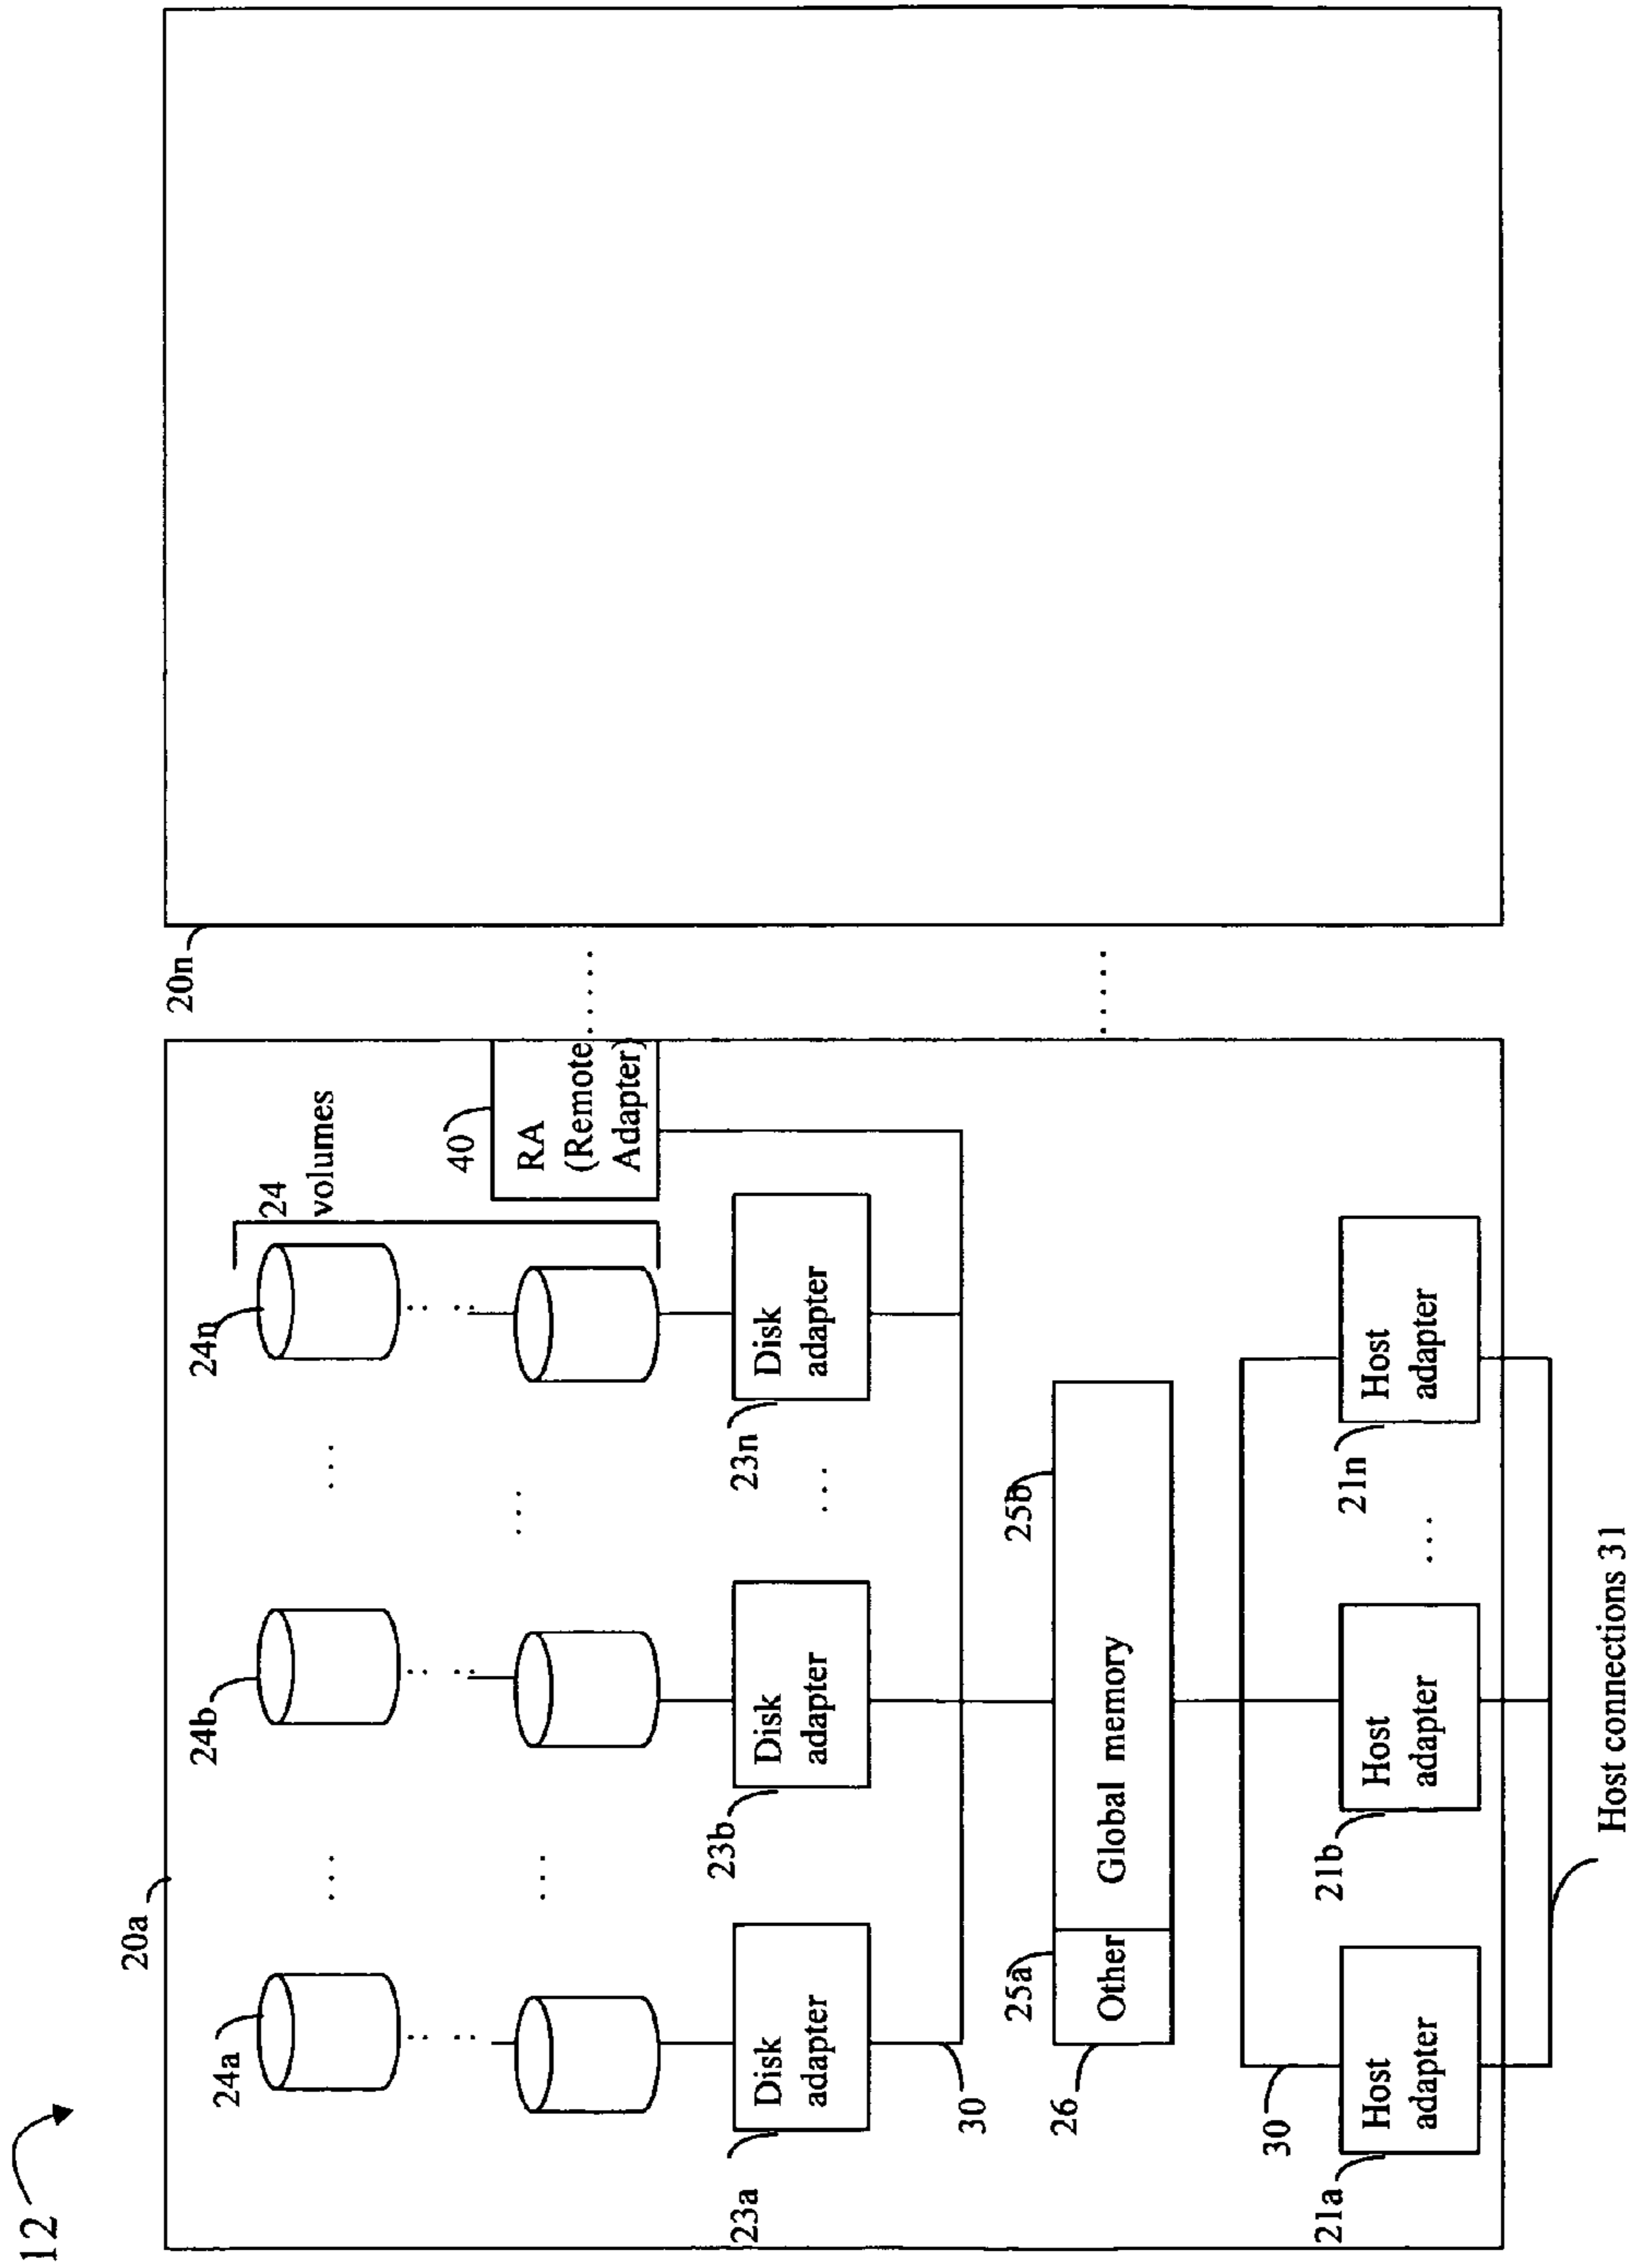 12
20a
20n
24a
24b
24n
24
volumes
40
RA
(Remote
Adapter)
. . . . .
. . .
. . .
. . .
. . .
23a
Disk
adapter
23b
Disk
adapter
. . .
23n
Disk
adapter
30
25a
25b
. . . . .
26
Other
Global memory
30
21a
Host
adapter
21b
Host
adapter
. . .
21n
Host
adapter
Host connections 31